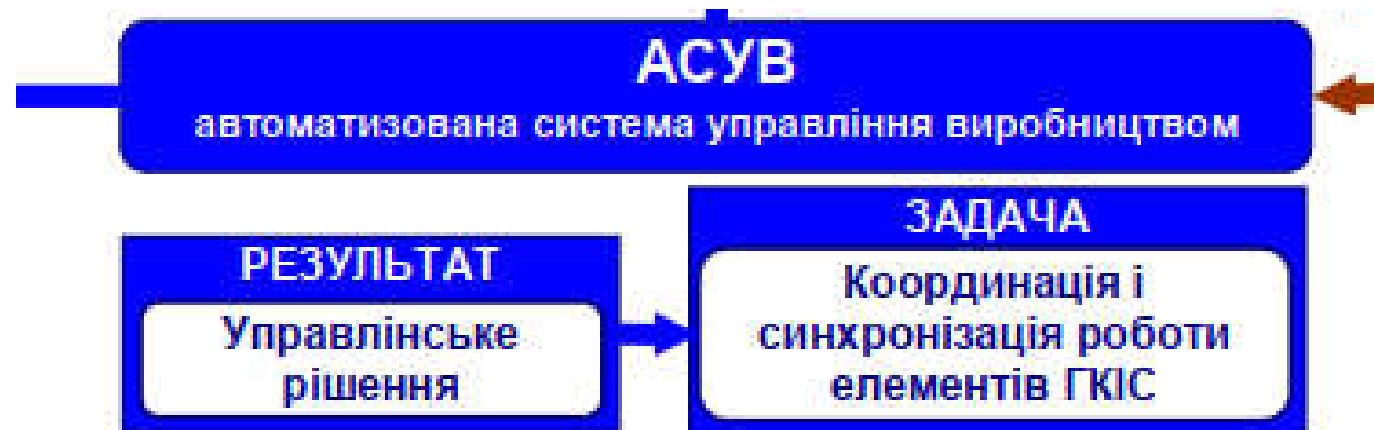 АСУВ
автоматизована система управління виробництвом
РЕЗУЛЬТАТ
Управлінське
рішення
ЗАДАЧА
Координація і
синхронізація роботи
елементів ГКІС